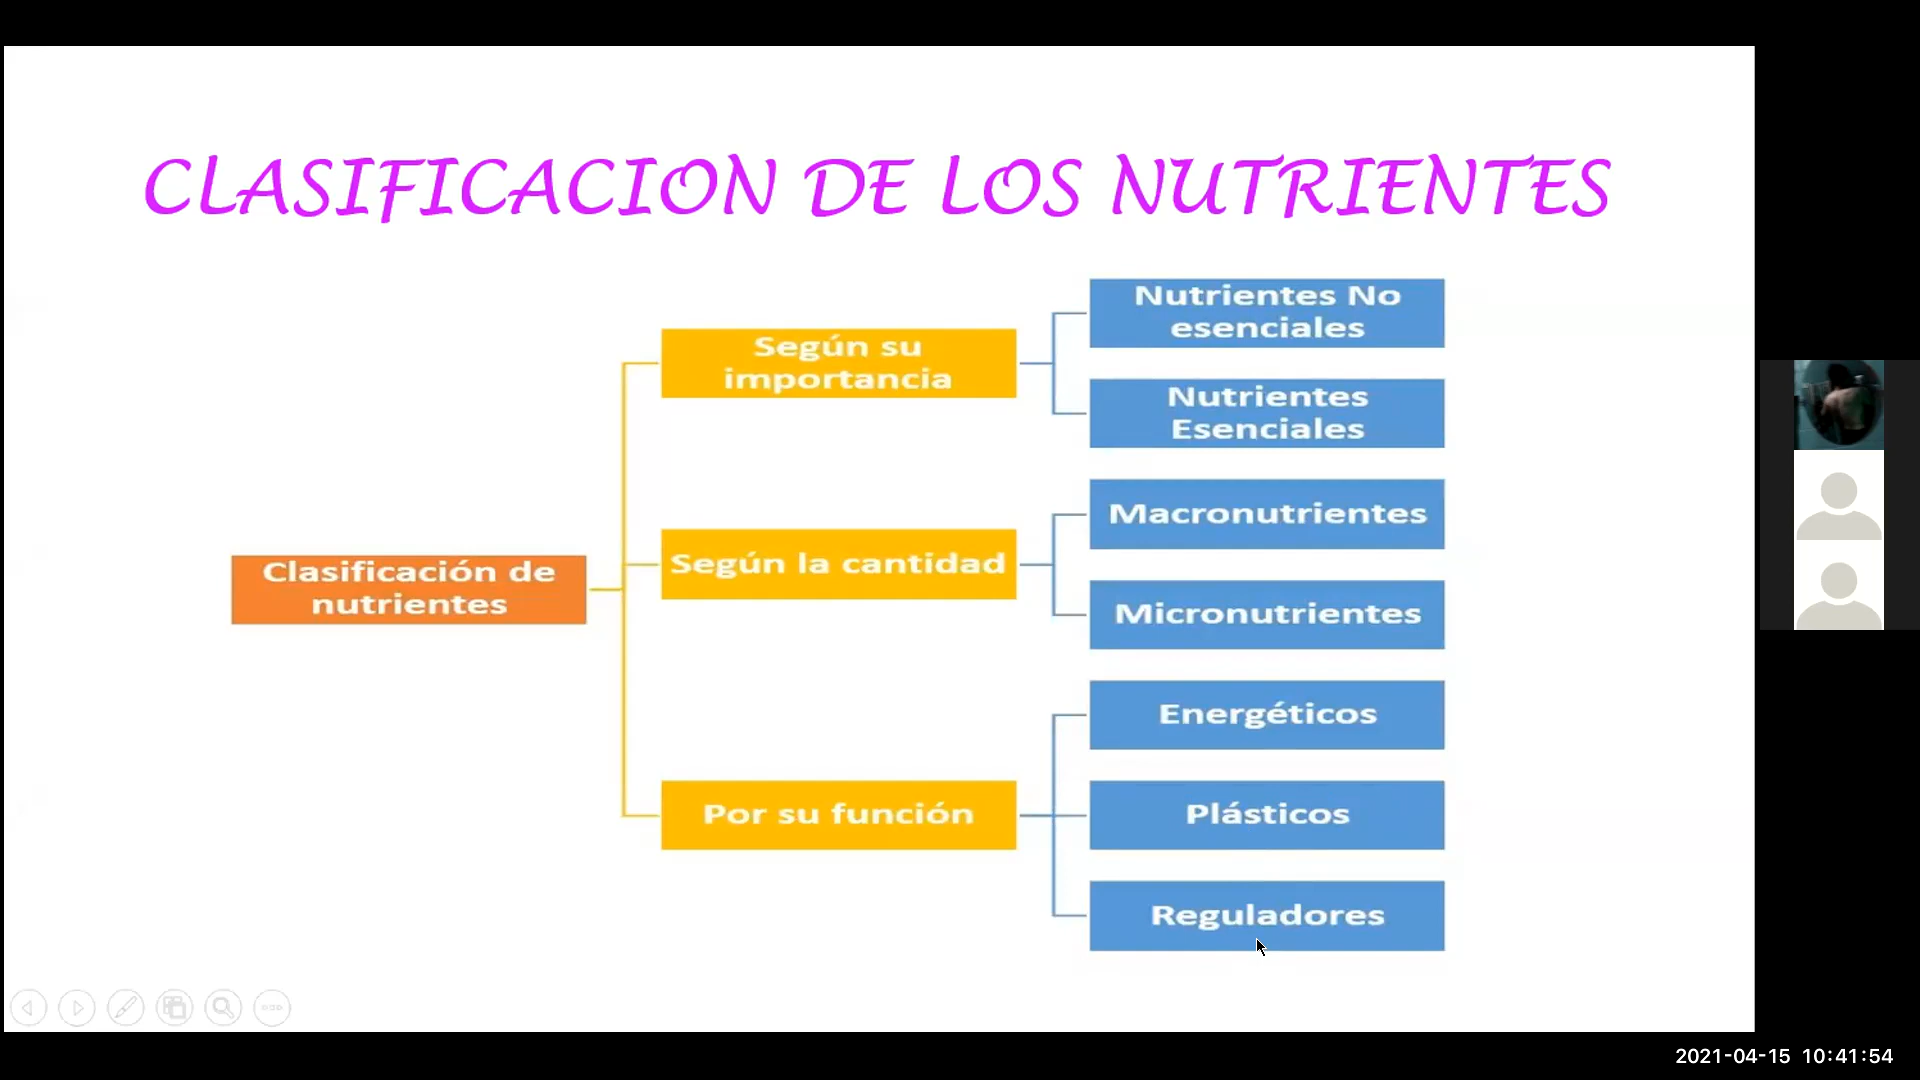 CLASIFICACION DE LOS NUTRIENTES
Clasificación de
nutrientes
Según su
importancia
Nutrientes No
esenciales
Nutrientes
Esenciales
Según la cantidad
Macronutrientes
Micronutrientes
Por su función
Energéticos
Plásticos
Reguladores
2021-04-15 10:41:54